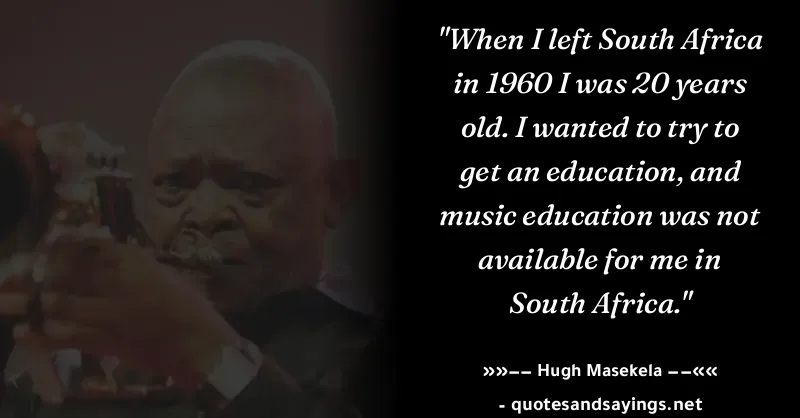 "When I left South Africa
in 1960 I was 20 years
old. I wanted to try to
get an education, and
music education was not
available for me in
South Africa."
»»−− Hugh Masekela −−««
- quotesandsayings.net